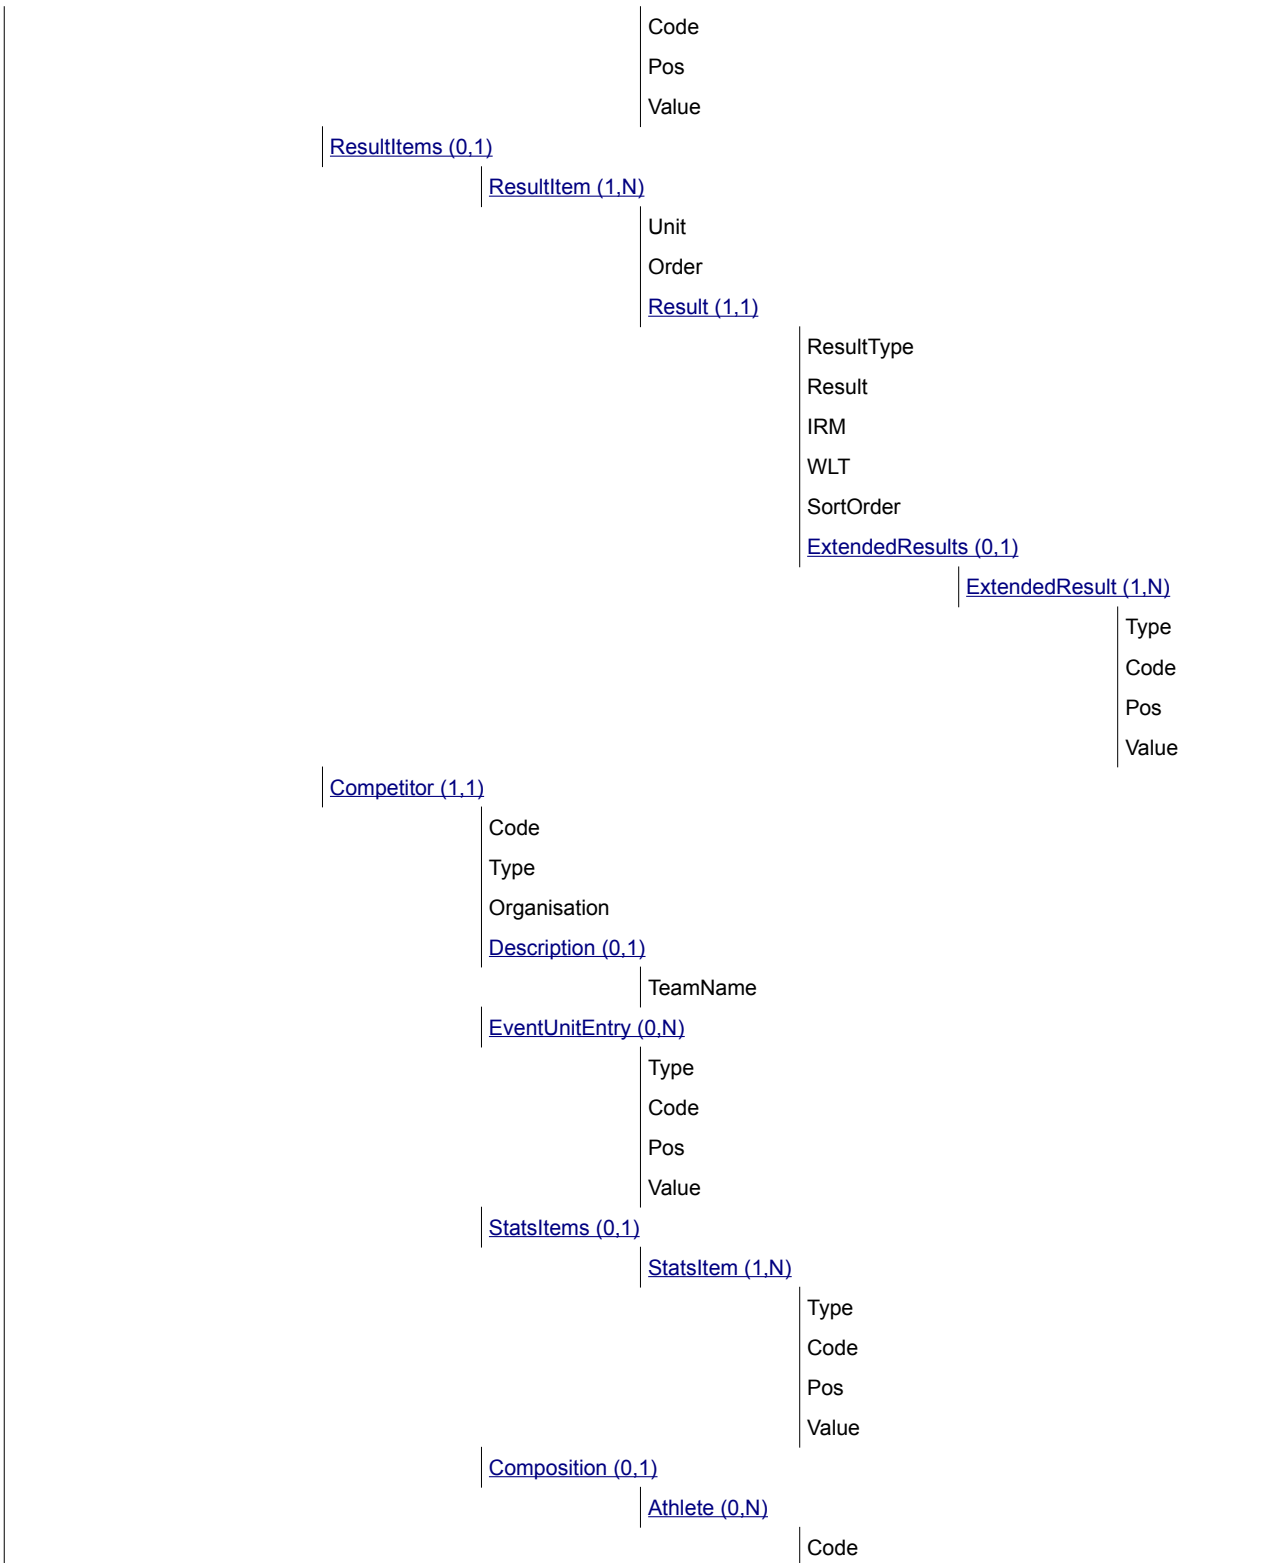 Code
Pos
Value
ResultItems (0,1)
ResultItem (1,N)
Unit
Order
Result (1,1)
ResultType
Result
IRM
WLT
SortOrder
ExtendedResults (0,1)
ExtendedResult (1,N)
Type
Code
Pos
Value
Competitor (1,1)
Code
Type
Organisation
Description (0,1)
TeamName
EventUnitEntry (0,N)
Type
Code
Pos
Value
StatsItems (0,1)
StatsItem (1,N)
Type
Code
Pos
Value
Composition (0,1)
Athlete (0,N)
Code